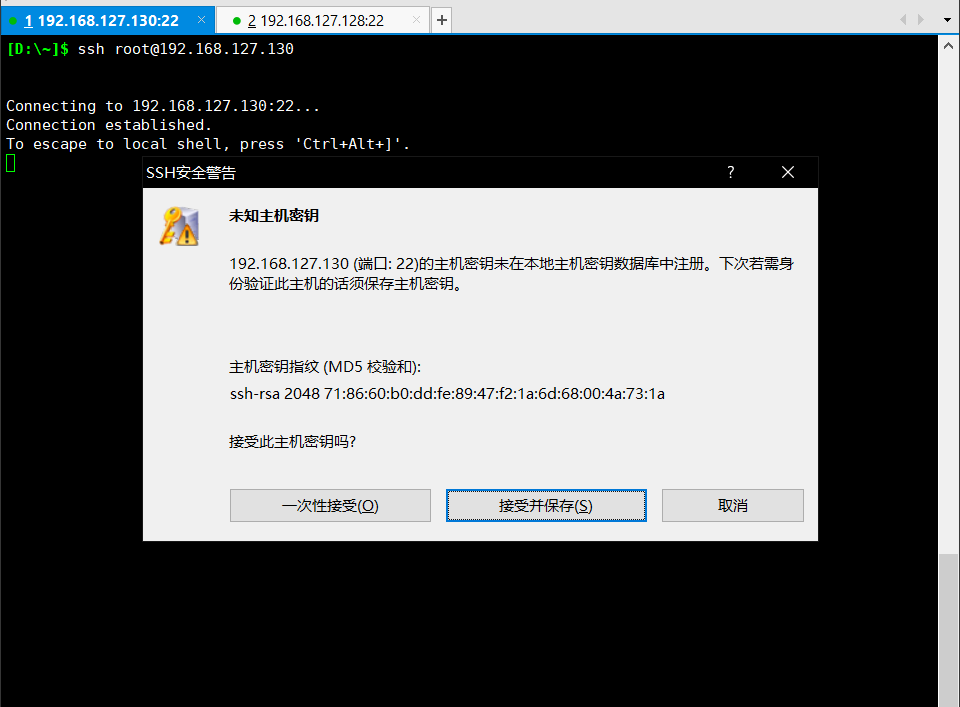 1 192.168.127.130:22 × 2 192.168.127.128:22 × +
[D:\~]$ ssh root@192.168.127.130
Connecting to 192.168.127.130:22...
Connection established.
To escape to local shell, press 'Ctrl+Alt+]'.
SSH安全警告 ? ×
未知主机密钥
192.168.127.130 (端口: 22)的主机密钥未在本地主机密钥数据库中注册。下次若需身
份验证此主机的话须保存主机密钥。
主机密钥指纹 (MD5 校验和):
ssh-rsa 2048 71:86:60:b0:dd:fe:89:47:f2:1a:6d:68:00:4a:73:1a
接受此主机密钥吗?
一次性接受(O) 接受并保存(S) 取消